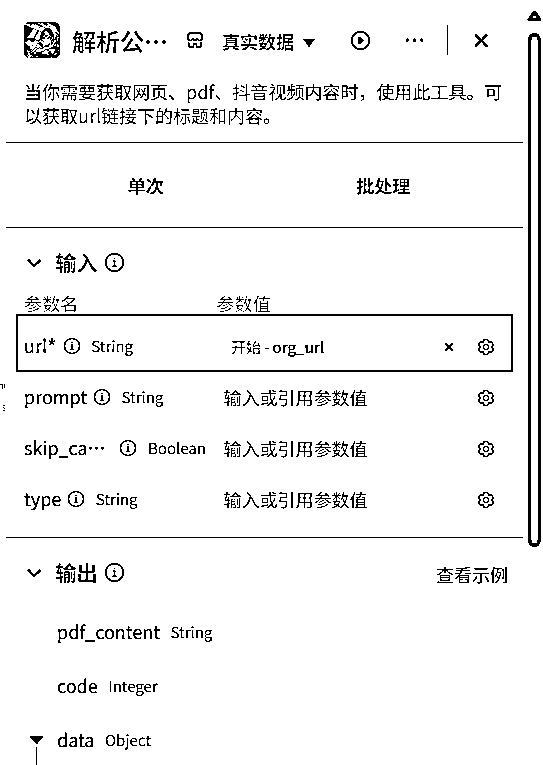 解析公… 真实数据
当你需要获取网页、pdf、抖音视频内容时，使用此工具。可
以获取url链接下的标题和内容。
单次 批处理
输入
参数名 参数值
url* String 开始 - org_url
prompt String 输入或引用参数值
skip_ca… Boolean 输入或引用参数值
type String 输入或引用参数值
输出 查看示例
pdf_content String
code Integer
data Object